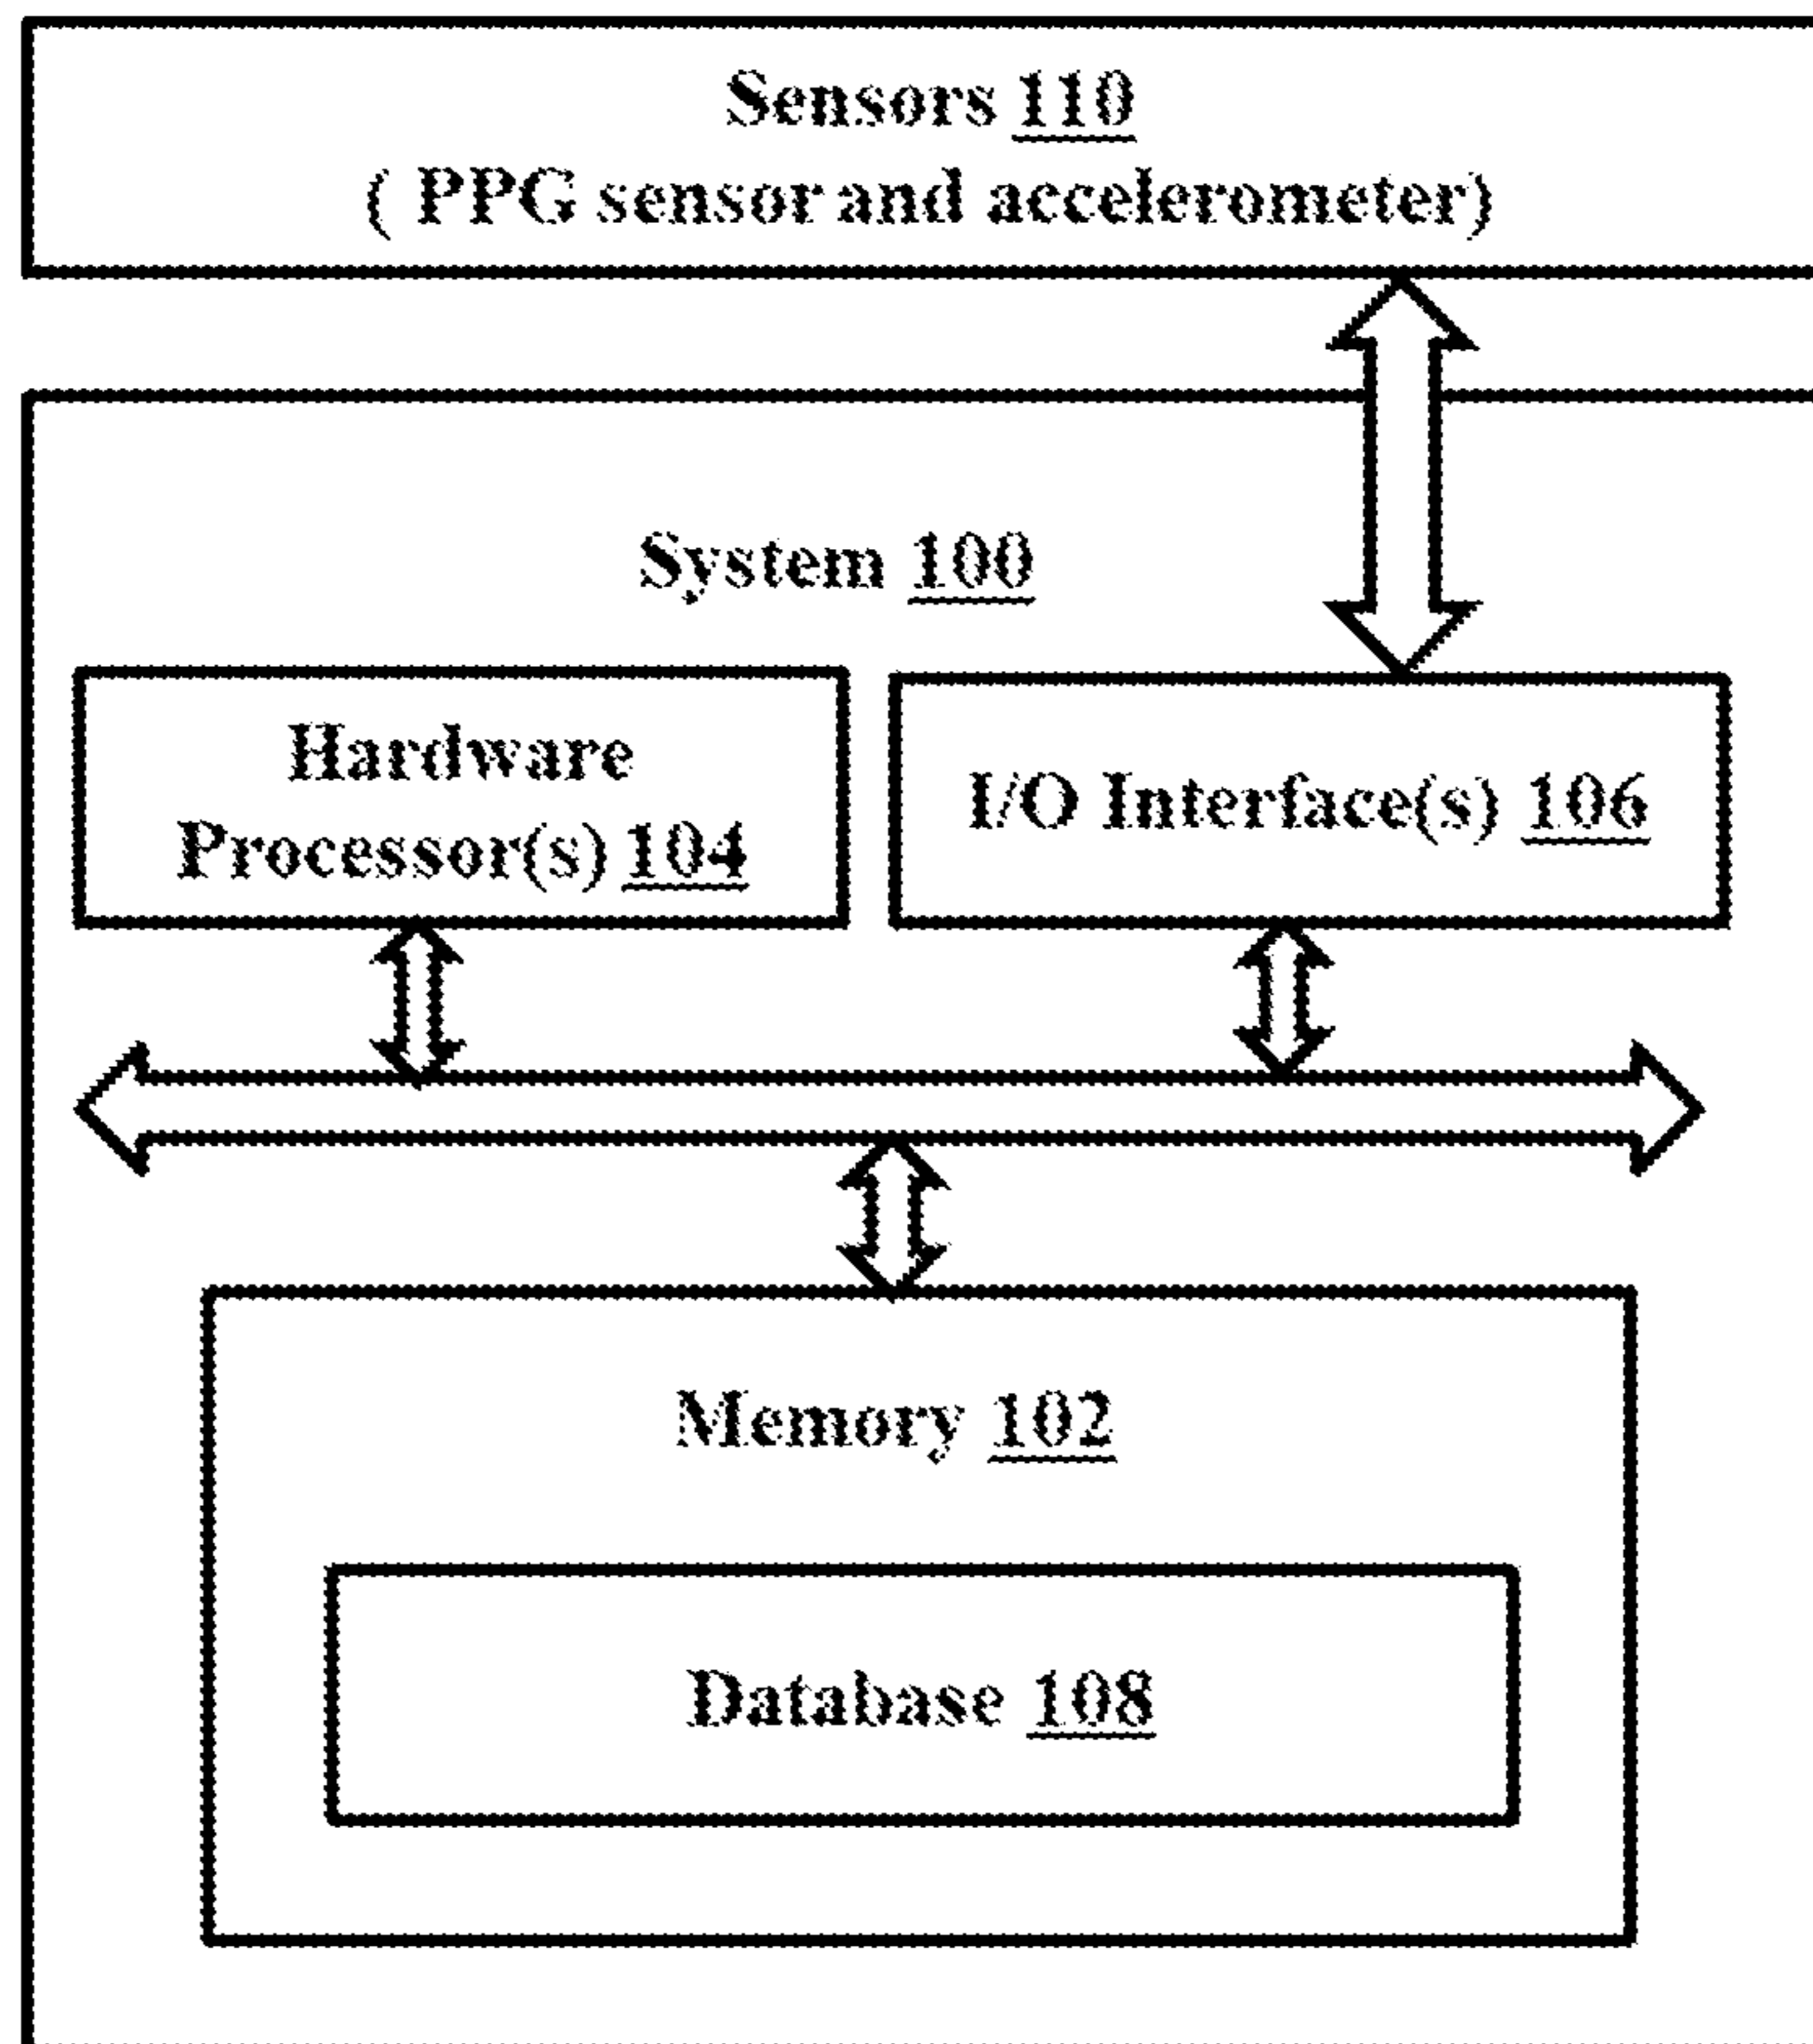 Sensors 110
( PPG sensor and accelerometer)
System 100
Hardware
Processor(s) 104
I/O Interface(s) 106
Memory 102
Database 108